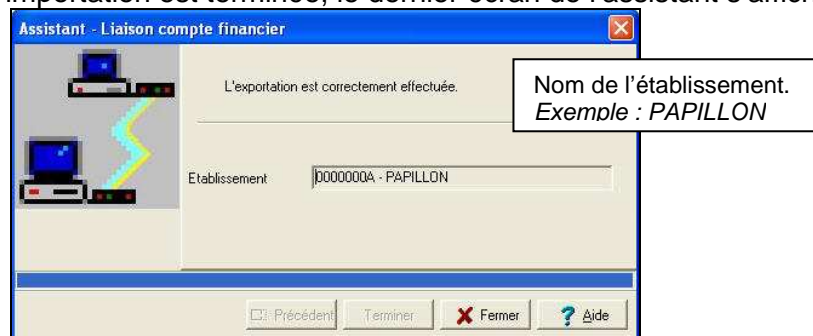 importation est terminée, le dernier écran de l'assistant s'affich
Assistant - Liaison compte financier
L'exportation est correctement effectuée.
Nom de l'établissement.
Exemple : PAPILLON
Etablissement
0000000A - PAPILLON
Précédent
Terminer
Fermer
? Aide